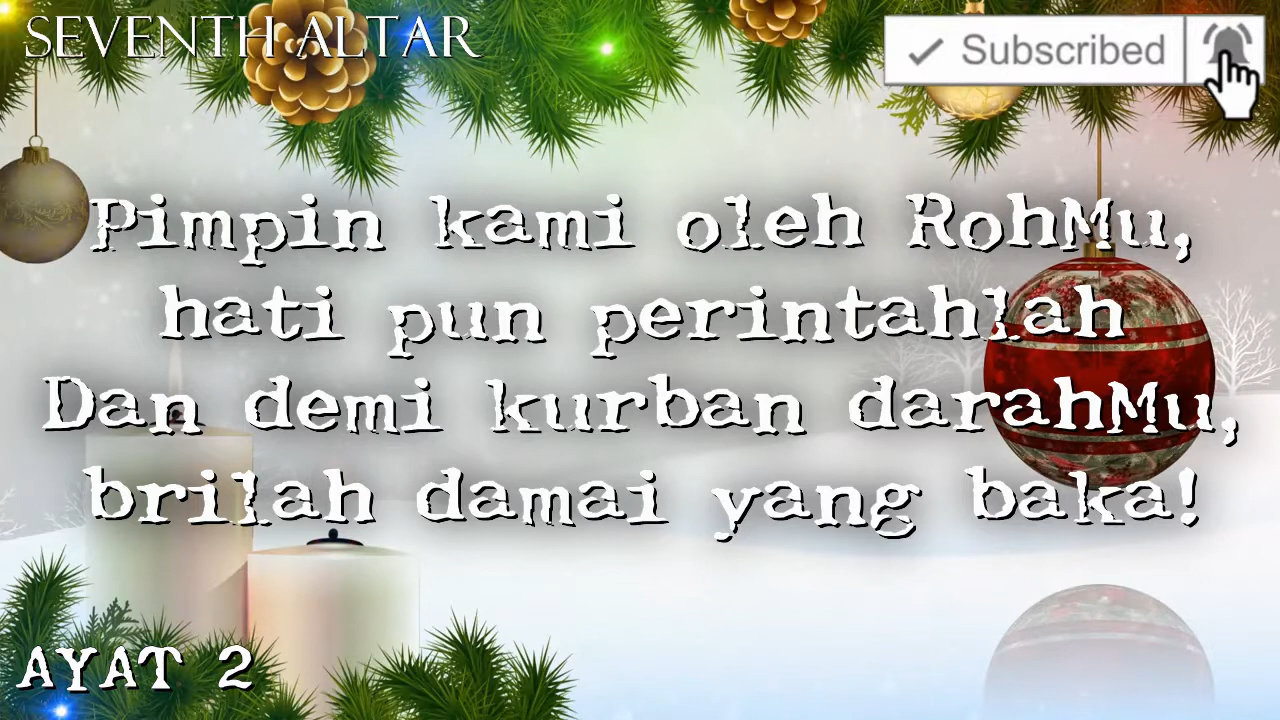 SEVENTH ALTAR
Subscribed
Pimpin kami oleh RohMu,
hati pun perintahlah
Dan demi kurban darahMu,
brilah damai yang baka!
AYAT 2